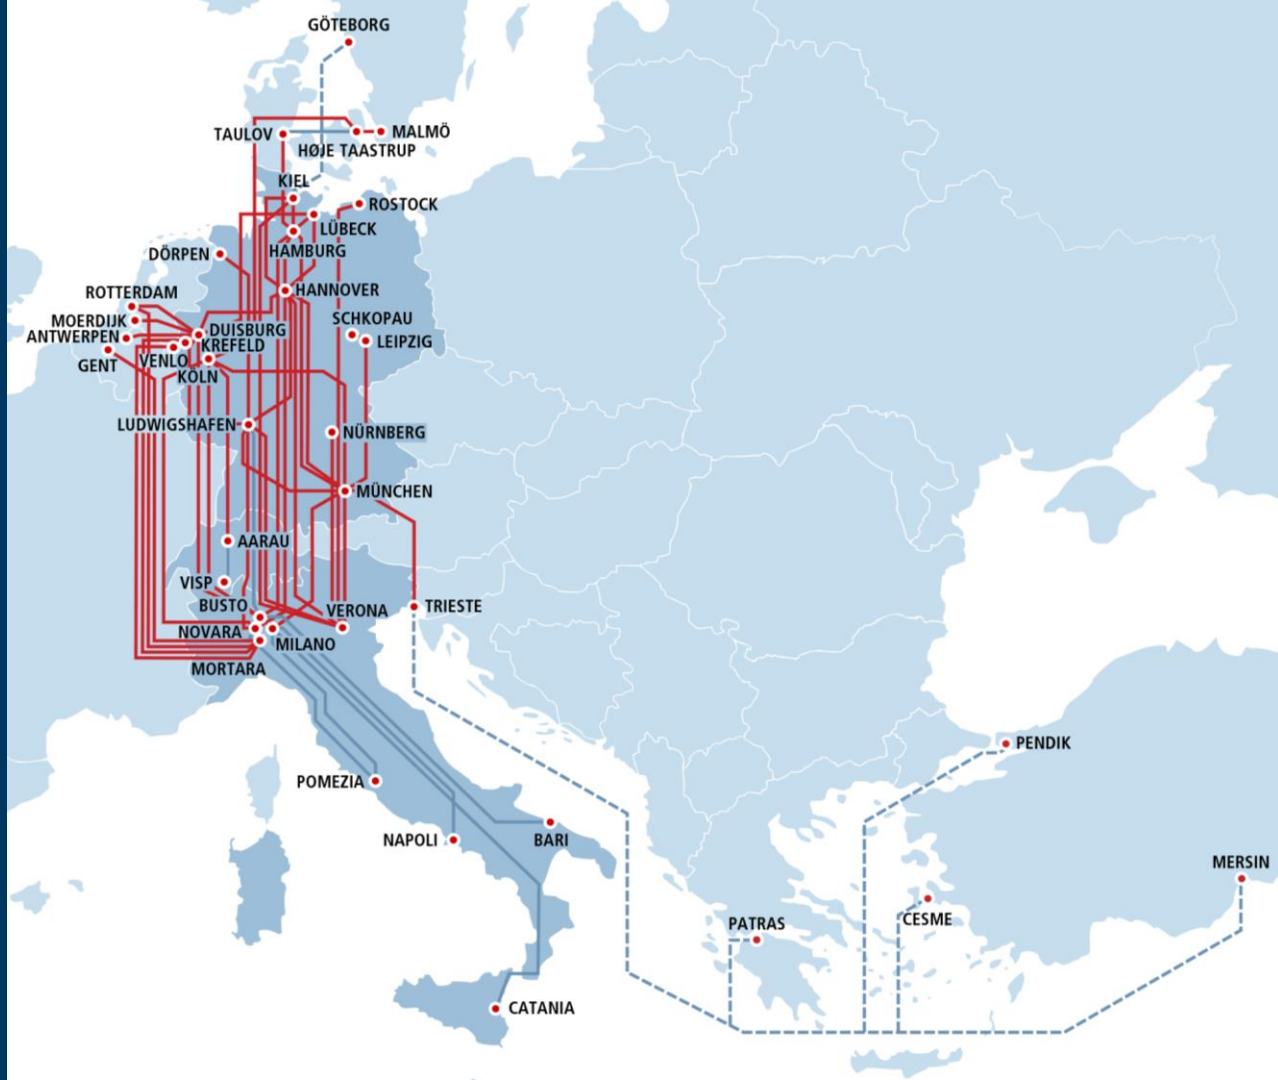 GÖTEBORG
TAULOV
MALMÖ
HØJE TAASTRUP
KIEL
ROSTOCK
LÜBECK
HAMBURG
DÖRPEN
HANNOVER
ROTTERDAM
MOERDIJK
SCHKOPAU
ANTWERPEN
DUISBURG
LEIPZIG
KREFELD
GENT
VENLO
KÖLN
LUDWIGSHAFEN
NÜRNBERG
MÜNCHEN
AARAU
VISP
BUSTO
VERONA
TRIESTE
NOVARA
MILANO
MORTARA
PENDIK
POMEZIA
NAPOLI
BARI
MERSIN
PATRAS
CESME
CATANIA